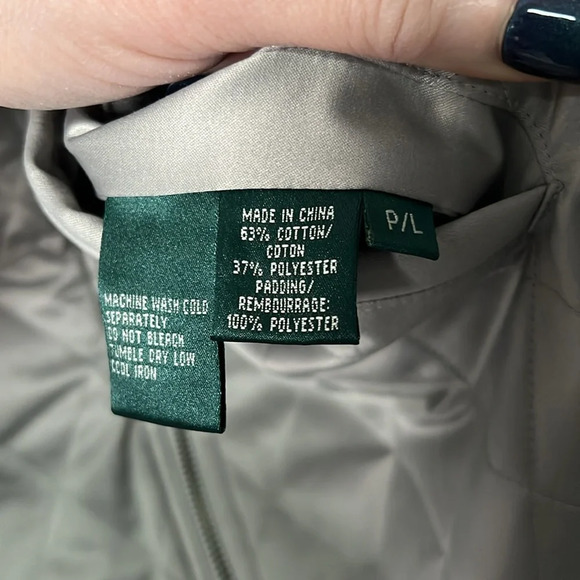 MACHINE WASH COLD
SEPARATELY
DO NOT BLEACH
TUMBLE DRY LOW
COOL IRON
MADE IN CHINA
63% COTTON/
COTON
37% POLYESTER
PADDING/
REMBOURRAGE:
100% POLYESTER
P/L